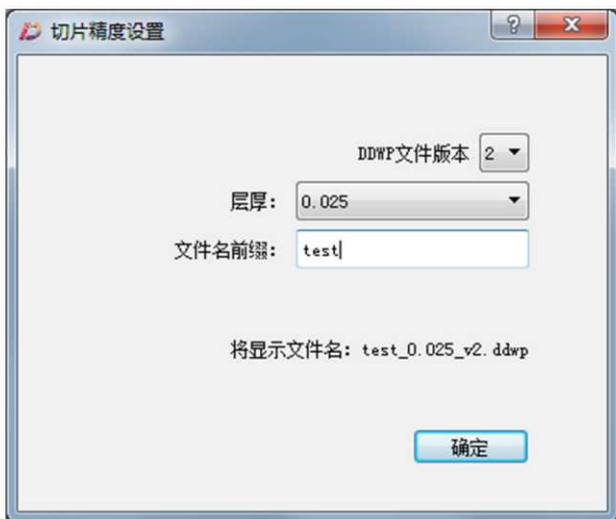 切片精度设置
DDWP文件版本 2
层厚: 0.025
文件名前缀: test
将显示文件名: test_0.025_v2.ddwp
确定